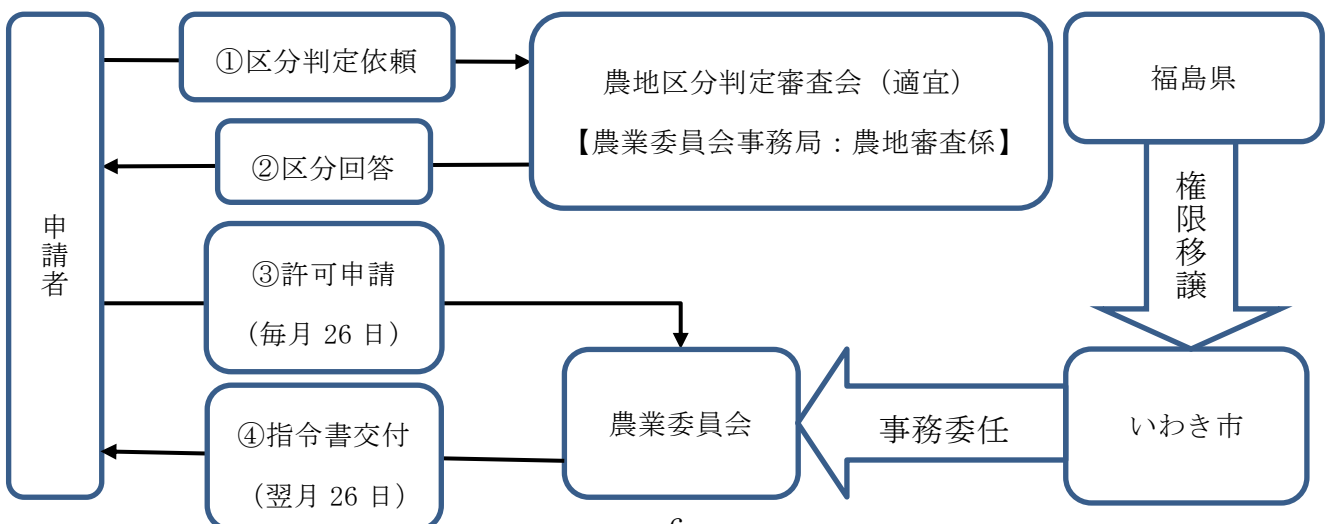 ①区分判定依頼
農地区分判定審査会（適宜）
【農業委員会事務局：農地審査係】
福島県
②区分回答
権限移譲
申請者
③許可申請
（毎月 26 日）
農業委員会
事務委任
いわき市
④指令書交付
（翌月 26 日）